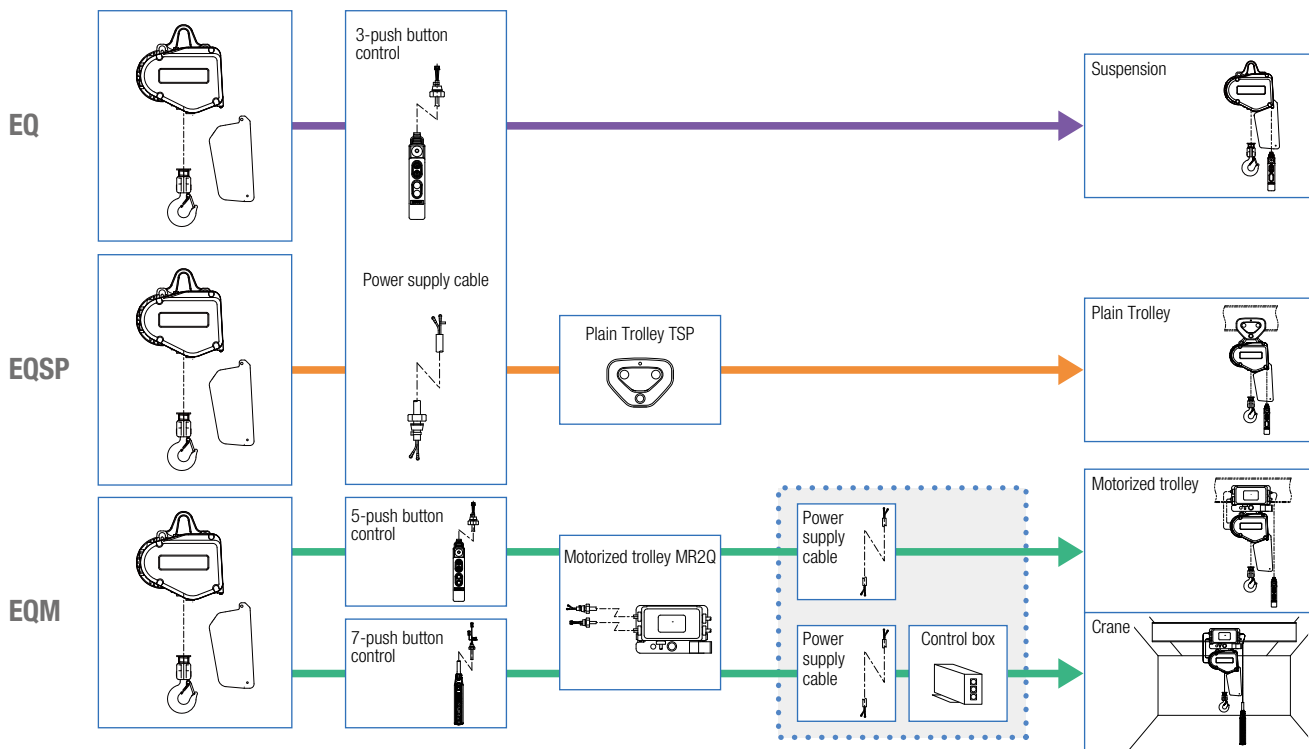 EQ
3-push button
control
Suspension
EQSP
Power supply cable
Plain Trolley TSP
Plain Trolley
EQM
5-push button
control
7-push button
control
Motorized trolley MR2Q
Power
supply
cable
Power
supply
cable
Control box
Motorized trolley
Crane